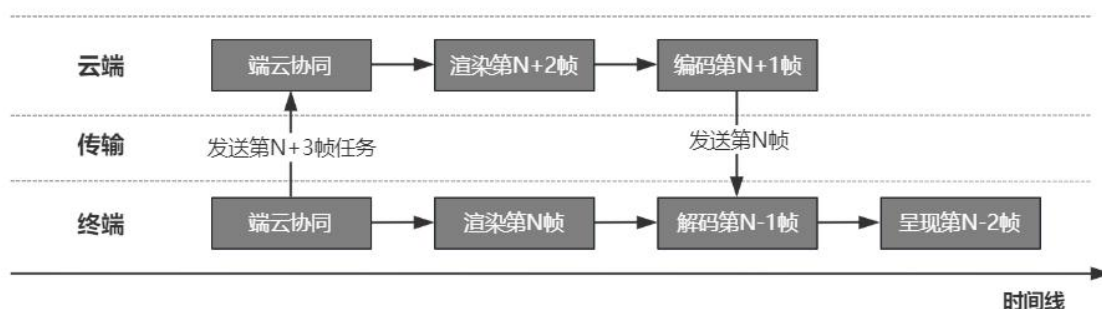 云端
端云协同
渲染第N+2帧
编码第N+1帧
传输
发送第N+3帧任务
发送第N帧
终端
端云协同
渲染第N帧
解码第N-1帧
呈现第N-2帧
时间线